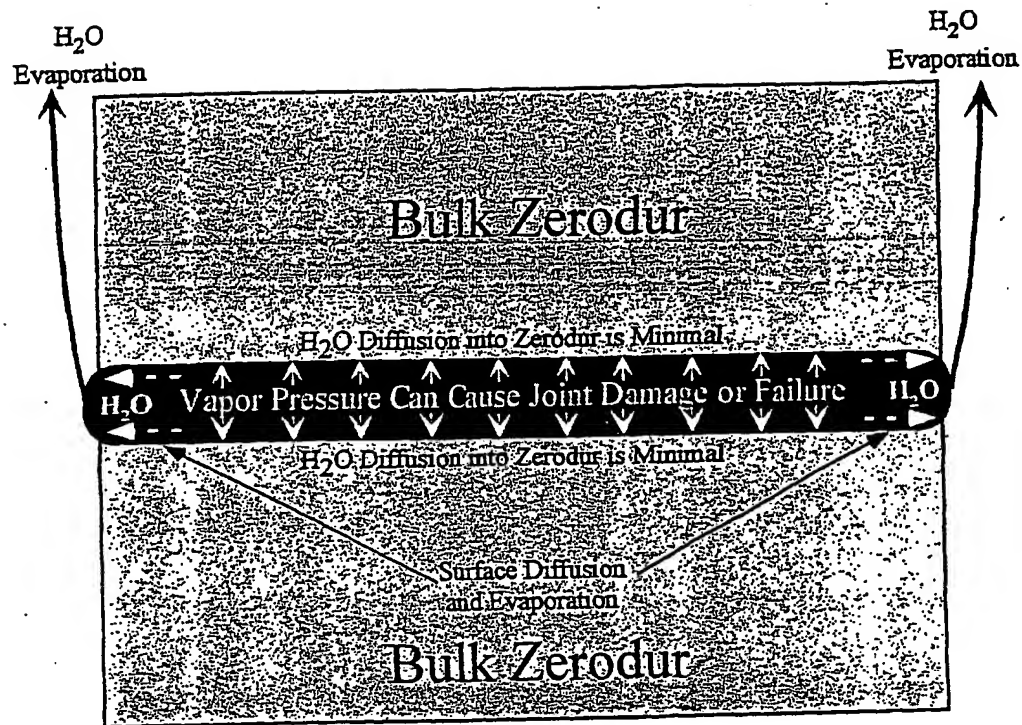 H₂O
Evaporation
H₂O
Evaporation
Bulk Zerodur
H₂O Diffusion into Zerodur is Minimal
H₂O Vapor Pressure Can Cause Joint Damage or Failure H₂O
H₂O Diffusion into Zerodur is Minimal
Surface Diffusion
and Evaporation
Bulk Zerodur